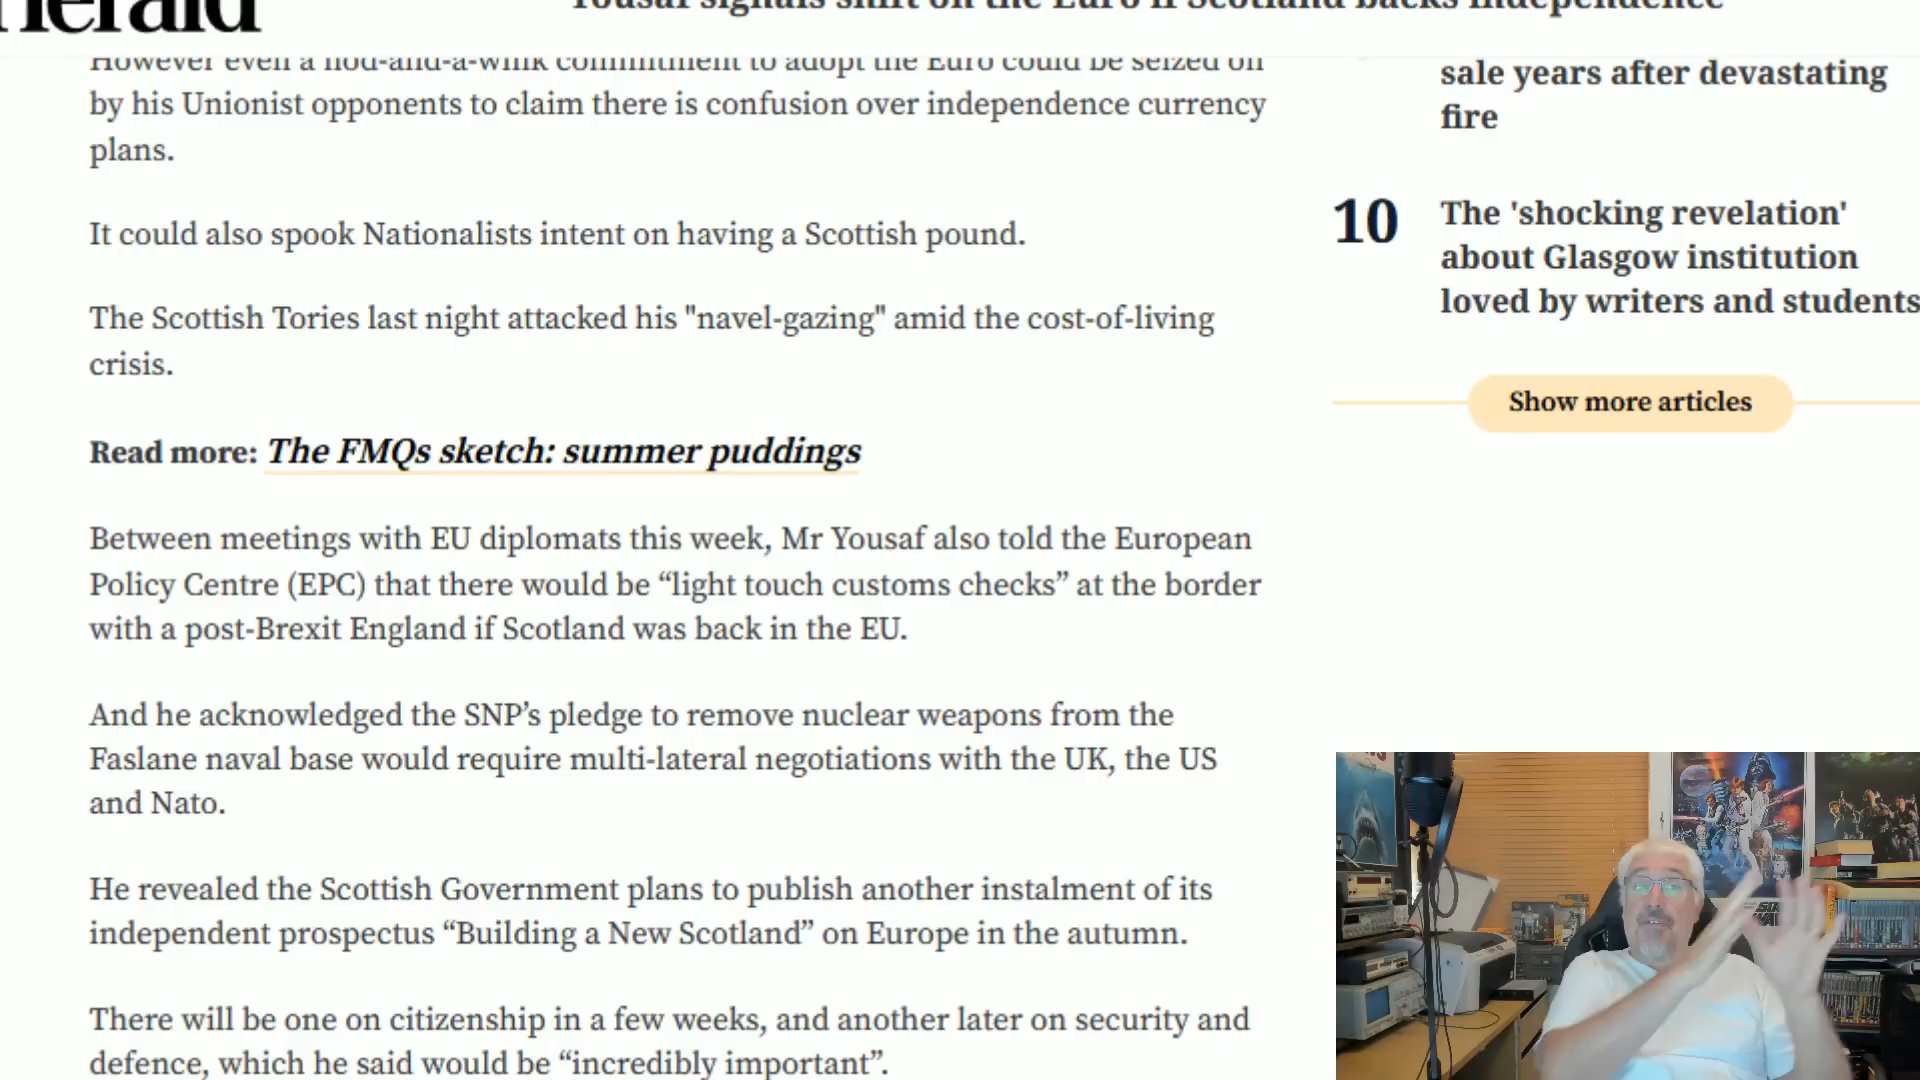 Herald
Yousaf signals shift on the Euro if Scotland backs independence
However even a nod-and-a-wink commitment to adopt the Euro could be seized on
by his Unionist opponents to claim there is confusion over independence currency
plans.
It could also spook Nationalists intent on having a Scottish pound.
The Scottish Tories last night attacked his "navel-gazing" amid the cost-of-living
crisis.
Read more: The FMQs sketch: summer puddings
Between meetings with EU diplomats this week, Mr Yousaf also told the European
Policy Centre (EPC) that there would be “light touch customs checks” at the border
with a post-Brexit England if Scotland was back in the EU.
And he acknowledged the SNP’s pledge to remove nuclear weapons from the
Faslane naval base would require multi-lateral negotiations with the UK, the US
and Nato.
He revealed the Scottish Government plans to publish another instalment of its
independent prospectus “Building a New Scotland” on Europe in the autumn.
There will be one on citizenship in a few weeks, and another later on security and
defence, which he said would be “incredibly important”.
sale years after devastating
fire
10
The 'shocking revelation'
about Glasgow institution
loved by writers and students
Show more articles